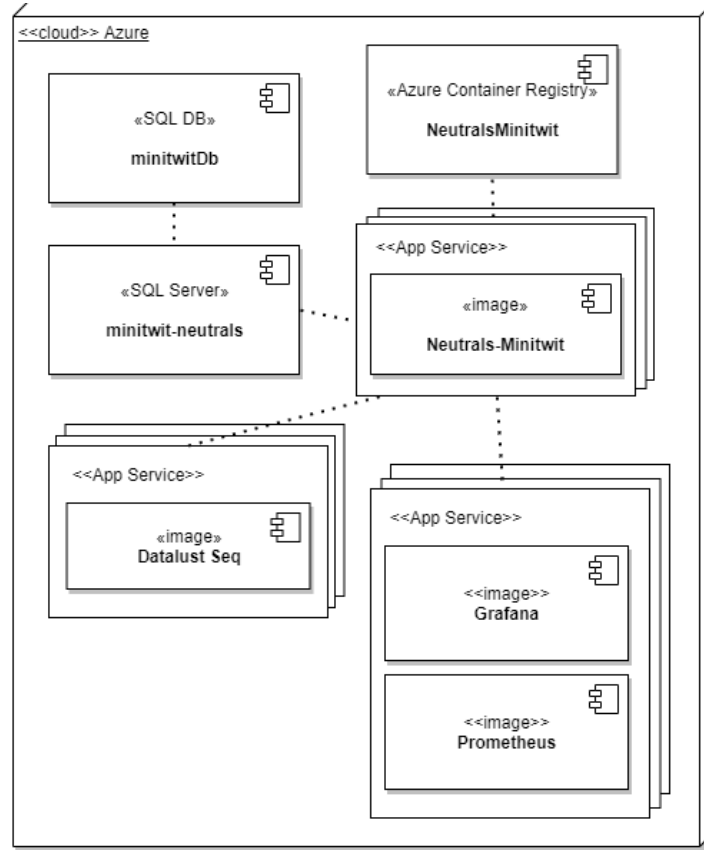 <<cloud>> Azure
«SQL DB»
minitwitDb
«Azure Container Registry»
NeutralsMinitwit
«SQL Server»
minitwit-neutrals
<<App Service>>
«image»
Neutrals-Minitwit
<<App Service>>
«image»
Datalust Seq
<<App Service>>
<<image>>
Grafana
<<image>>
Prometheus